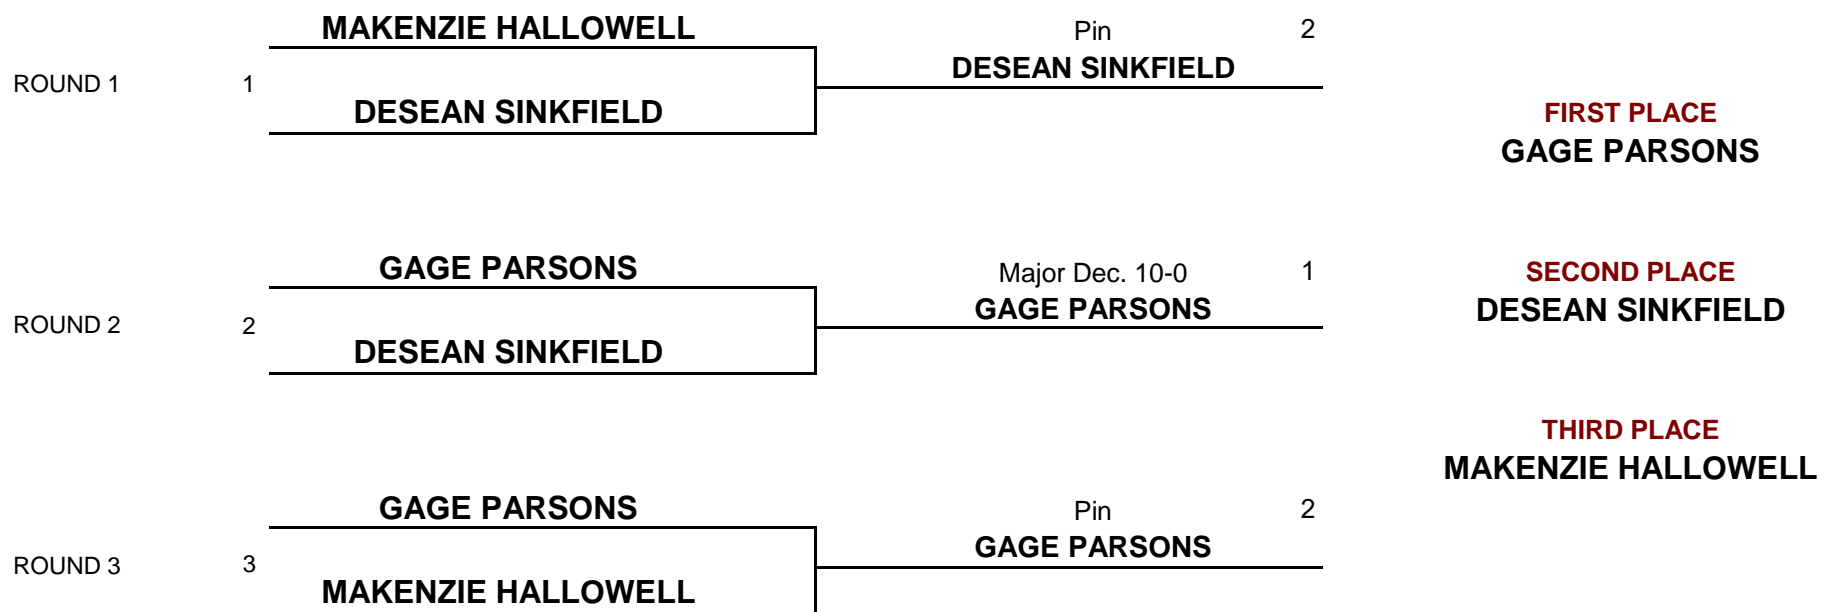 MAKENZIE HALLOWELL
Pin 2
DESEAN SINKFIELD
ROUND 1 1
DESEAN SINKFIELD
FIRST PLACE
GAGE PARSONS
GAGE PARSONS
Major Dec. 10-0 1
GAGE PARSONS
SECOND PLACE
DESEAN SINKFIELD
ROUND 2 2
DESEAN SINKFIELD
THIRD PLACE
MAKENZIE HALLOWELL
GAGE PARSONS
Pin 2
GAGE PARSONS
ROUND 3 3
MAKENZIE HALLOWELL